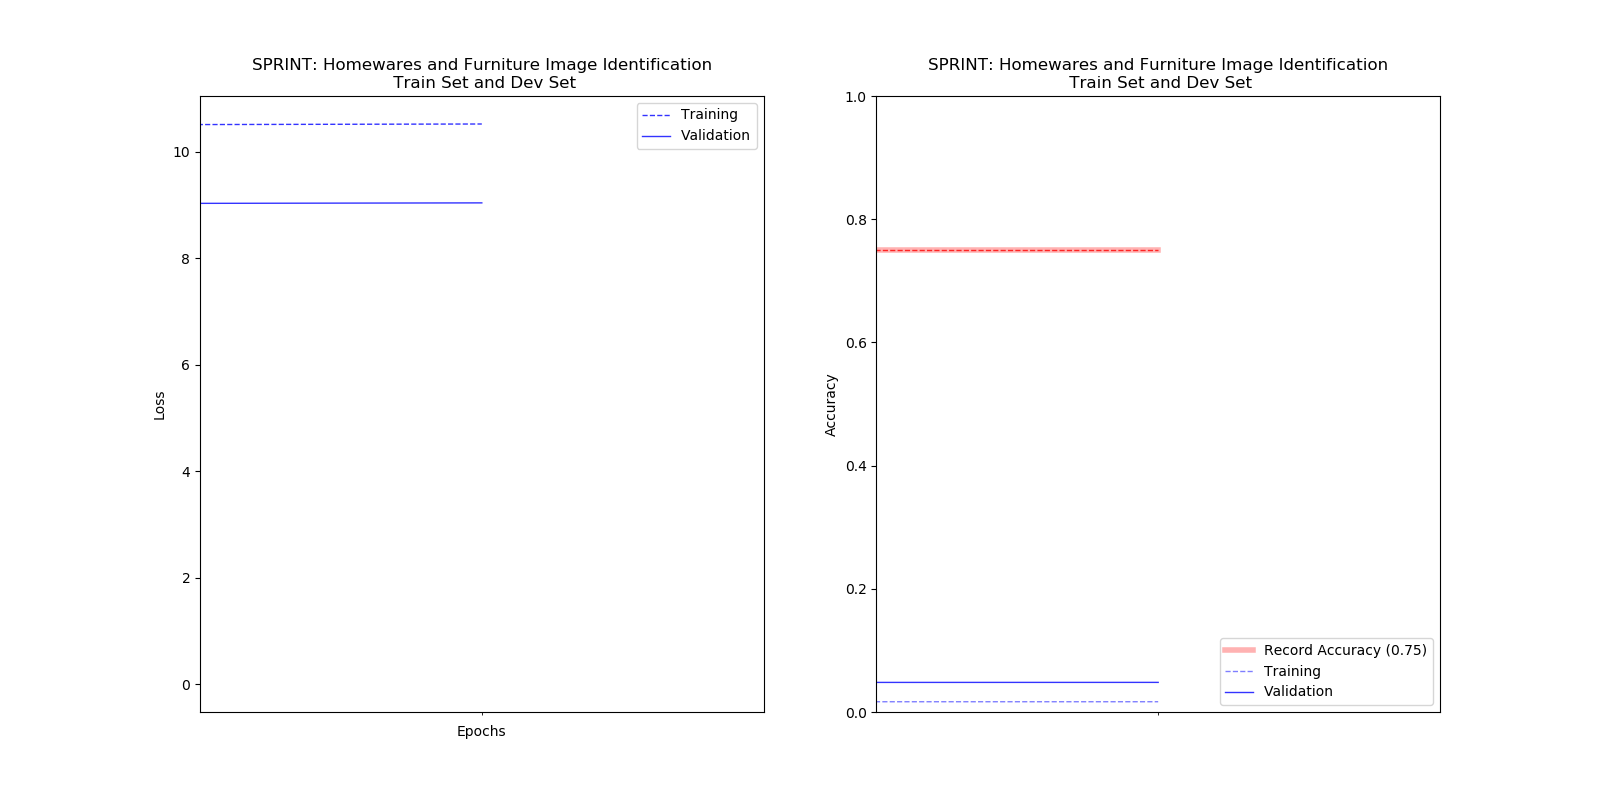 SPRINT: Homewares and Furniture Image Identification
Train Set and Dev Set
Training
Validation
10
8
6
4
2
0
Loss
Epochs
SPRINT: Homewares and Furniture Image Identification
Train Set and Dev Set
1.0
0.8
0.6
0.4
0.2
0.0
Accuracy
Record Accuracy (0.75)
Training
Validation